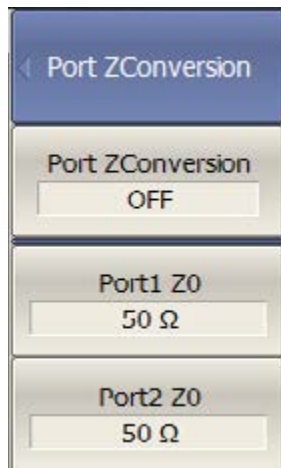 Port ZConversion
Port ZConversion
OFF
Port1 Z0
50 Ω
Port2 Z0
50 Ω